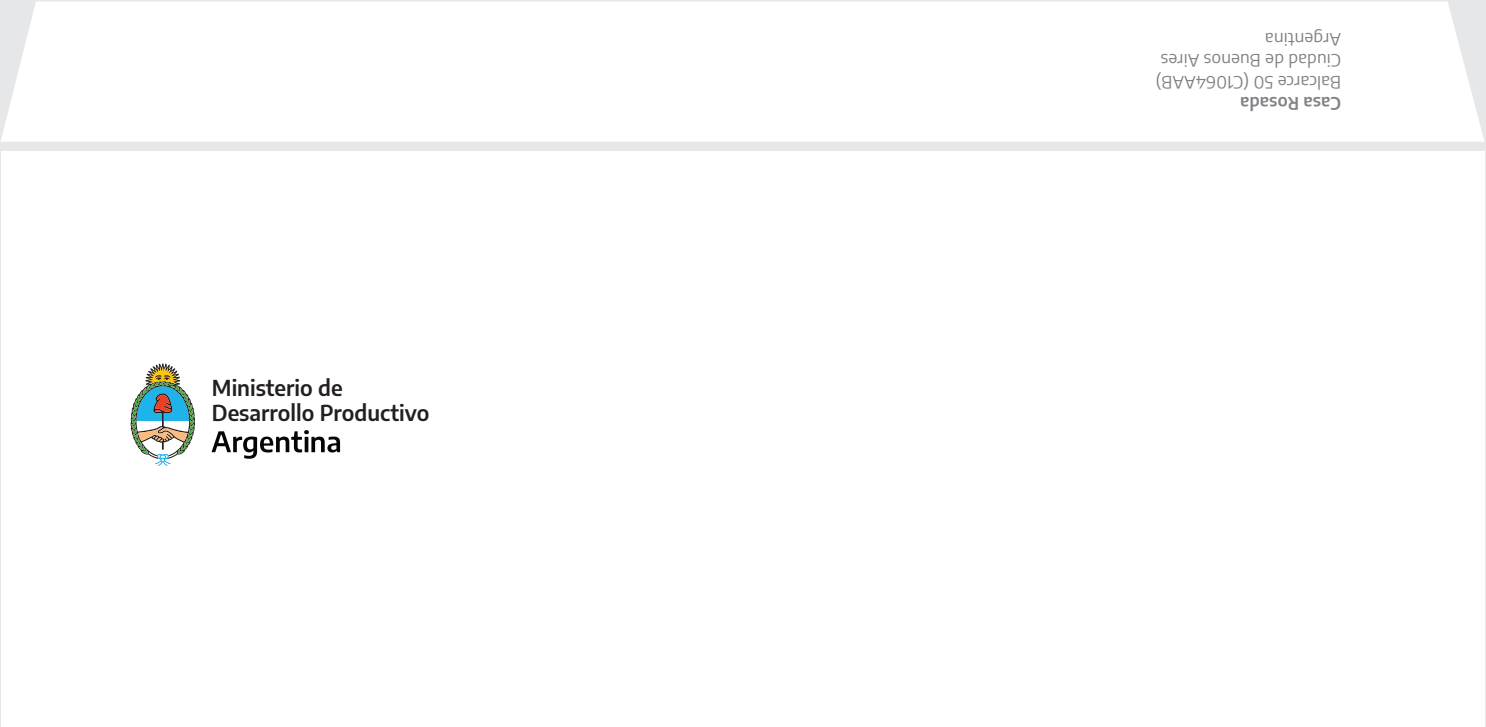 Casa Rosada
Balcarce 50 (C1064AAB)
Ciudad de Buenos Aires
Argentina
Ministerio de
Desarrollo Productivo
Argentina